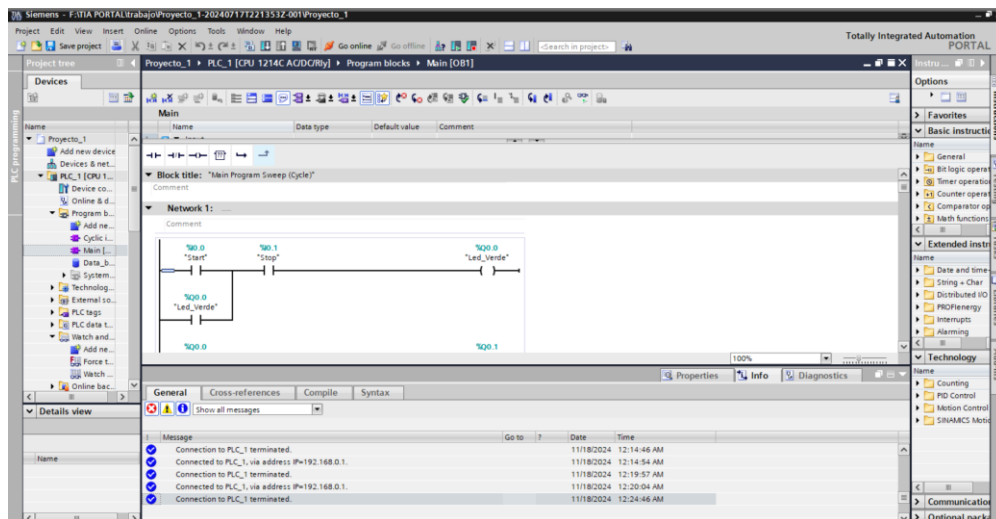 Siemens - F:\TIA PORTAL\trabajo\Proyecto_1-20240717T221353Z-001\Proyecto_1
Project Edit View Insert Online Options Tools Window Help
Totally Integrated Automation
PORTAL
Save project
Go online
Go offline
<Search in project>
Project tree
Proyecto_1 PLC_1 [CPU 1214C AC/DC/Rly] Program blocks Main [OB1]
Instru...
Devices
Options
PLC programming
Main
Name Data type Default value Comment
Favorites
Basic instructi
Name
General
Bit logic operat
Timer operatio
Counter operat
Comparator op
Math functions
Extended instr
Name
Date and time-
String + Char
Distributed I/O
PROFIenergy
Interrupts
Alarming
Technology
Name
Counting
PID Control
Motion Control
SINAMICS Motic
Communication
Optional packa
Name
Proyecto_1
Add new device
Devices & net...
PLC_1 [CPU 1...
Device co...
Online & d...
Program b...
Add ne...
Cyclic i...
Main [...
Data_b...
System...
Technolog...
External so...
PLC tags
PLC data t...
Watch and...
Add ne...
Force t...
Watch ...
Online bac...
Details view
Name
Block title: "Main Program Sweep (Cycle)"
Comment
Network 1: ....
Comment
%I0.0 %I0.1 %Q0.0
"Start" "Stop" "Led_Verde"
%Q0.0
"Led_Verde"
%Q0.0 %Q0.1
100%
Properties Info Diagnostics
General Cross-references Compile Syntax
Show all messages
! Message Go to ? Date Time
Connection to PLC_1 terminated. 11/18/2024 12:14:46 AM
Connected to PLC_1, via address IP=192.168.0.1. 11/18/2024 12:14:54 AM
Connection to PLC_1 terminated. 11/18/2024 12:19:57 AM
Connected to PLC_1, via address IP=192.168.0.1. 11/18/2024 12:20:04 AM
Connection to PLC_1 terminated. 11/18/2024 12:24:46 AM